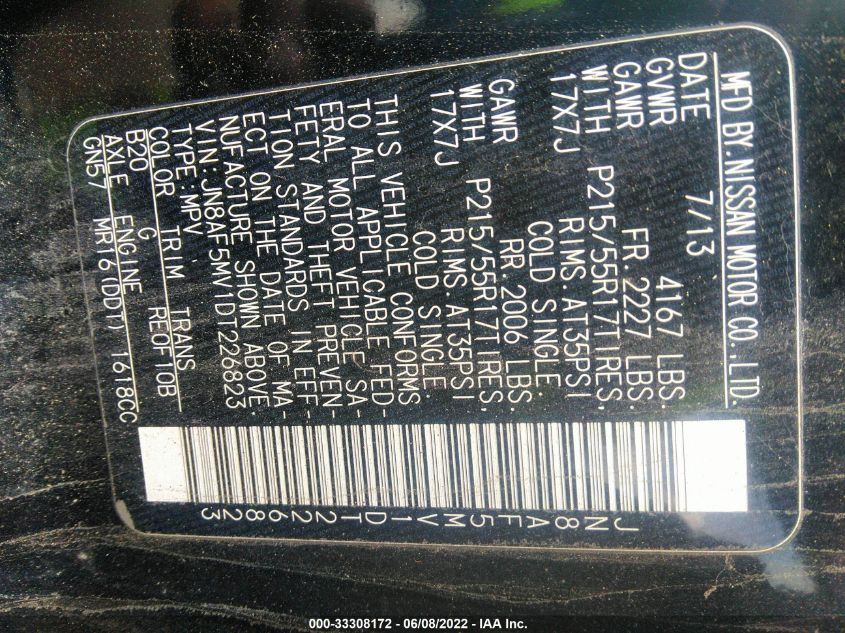 MFD BY. NISSAN MOTOR CO., LTD.
DATE 7/13
GVWR 4167 LBS.
GAWR FR. 2227 LBS.
WITH P215/55R17TIRES,
17X7J RIMS. AT35PSI
COLD SINGLE.
GAWR RR. 2006 LBS.
WITH P215/55R17TIRES,
17X7J RIMS. AT35PSI
COLD SINGLE.
THIS VEHICLE CONFORMS
TO ALL APPLICABLE FED-
ERAL MOTOR VEHICLE SA-
FETY AND THEFT PREVEN-
TION STANDARDS IN EFF-
ECT ON THE DATE OF MA-
NUFACTURE SHOWN ABOVE.
VIN:JN8AF5MV1DT226823
TYPE:MPV
COLOR TRIM TRANS
B20 G RE0F10B
AXLE ENGINE
GN57 MR16(DDT) 1618CC
JN8AF5MV1DT226823
000-33308172 - 06/08/2022 - IAA Inc.